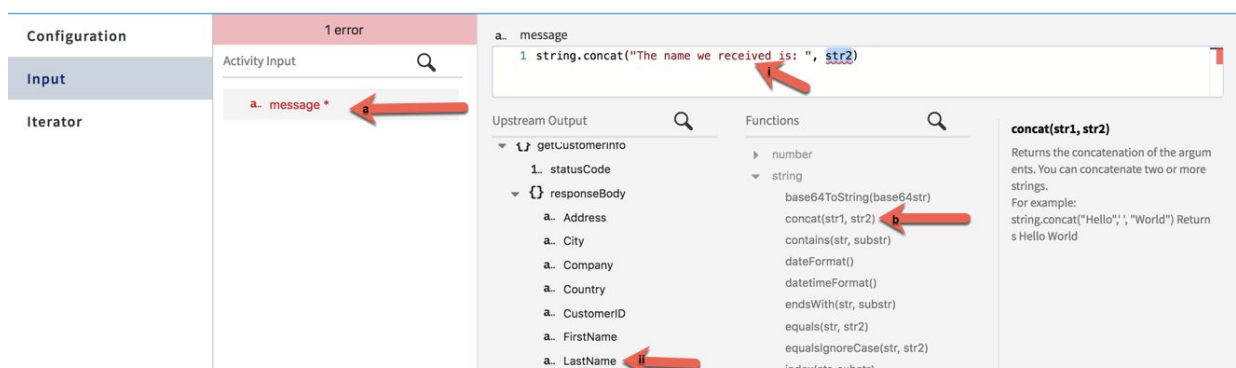 Configuration
Input
Iterator
1 error
Activity Input
a.. message *
a
a.. message
1 string.concat("The name we received is: ", str2)
i
Upstream Output
{} getCustomerInfo
1.. statusCode
{} responseBody
a.. Address
a.. City
a.. Company
a.. Country
a.. CustomerID
a.. FirstName
a.. LastName
ii
Functions
number
string
base64ToString(base64str)
concat(str1, str2)
b
contains(str, substr)
dateFormat()
datetimeFormat()
endsWith(str, substr)
equals(str, str2)
equalsIgnoreCase(str, str2)
index(str, substr)
concat(str1, str2)
Returns the concatenation of the argum
ents. You can concatenate two or more
strings.
For example:
string.concat("Hello",' ', "World") Return
s Hello World